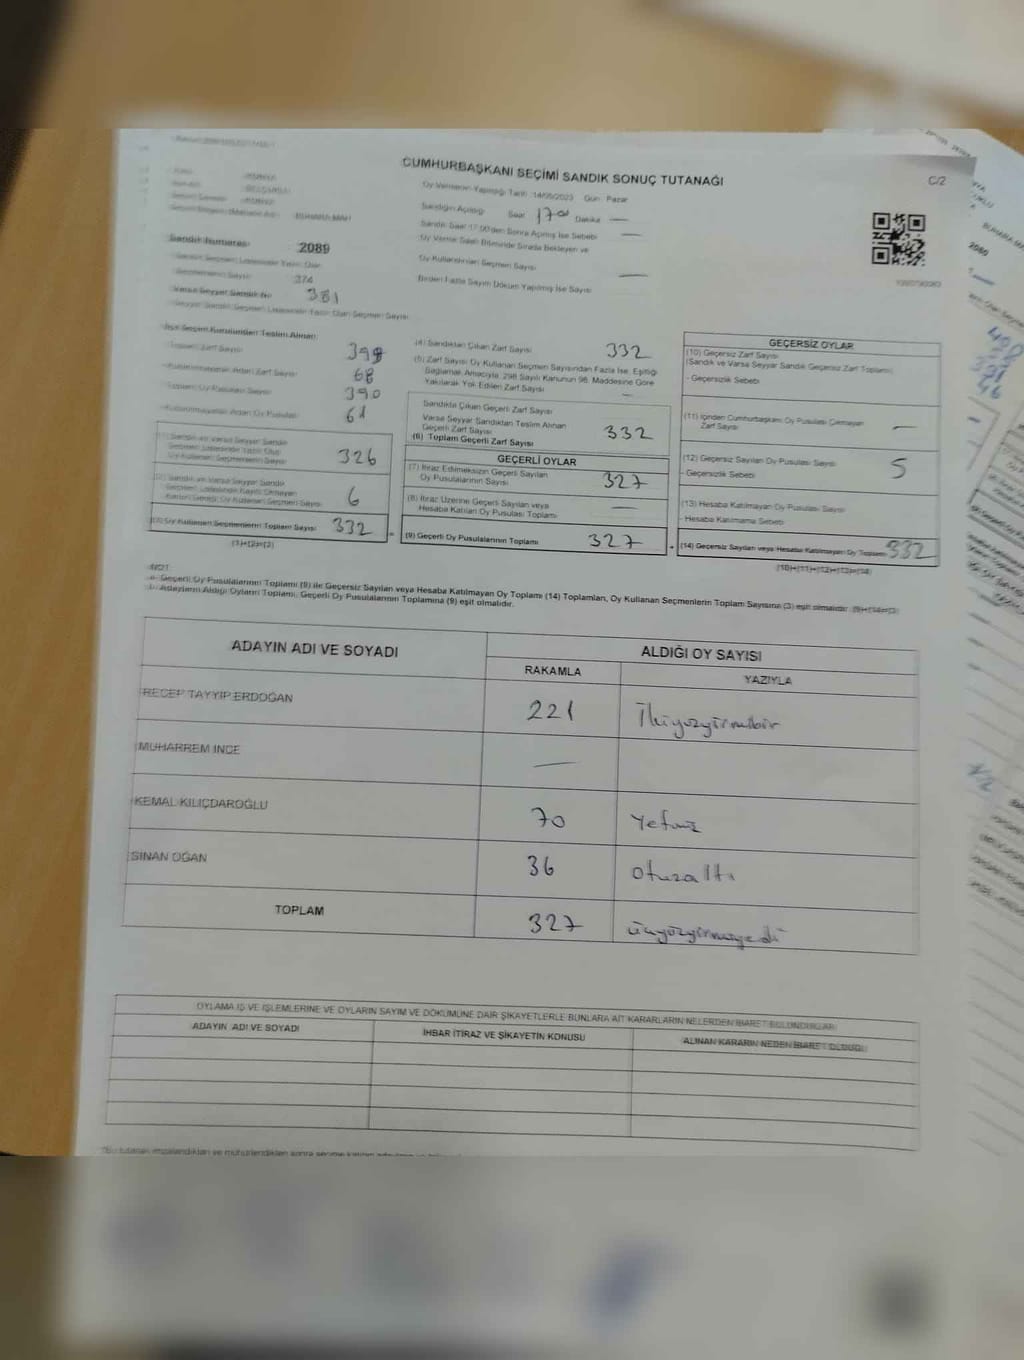 CUMHURBAŞKANI SEÇİMİ SANDIK SONUÇ TUTANAĞI
C/2
Oy Vermenin Yapıldığı Tarih :14/05/2023 Gün: Pazar
Sandığın Açıldığı Saat 17 00 Dakika —
Sandık Saat 17.00'den Sonra Açılmış İse Sebebi —
Oy Verme Saati Bitiminde Sırada Bekleyen ve
Oy Kullandırılan Seçmen Sayısı
Birden Fazla Sayım Döküm Yapılmış İse Sayısı —
Sandık Numarası 2089
Seçmenlerin Sayısı 374
Varsa Seyyar Sandık No 381
Seyyar Sandık Seçmen Listesinde Yazılı Olan Seçmen Sayısı
İlçe Seçim Kurulundan Teslim Alınan
Toplam Zarf Sayısı
Kullanılmayarak Artan Zarf Sayısı 68
Toplam Oy Pusulası Sayısı 390
Kullanılmayarak Artan Oy Pusulası 61
(1) Sandık ve Varsa Seyyar Sandık
Seçmen Listesinde Yazılı Olup
Oy Kullanan Seçmenlerin Sayısı 326
(2) Sandık ve Varsa Seyyar Sandık
Seçmen Listesinde Kayıtlı Olmayan
Kanun Gereği Oy Kullanan Seçmen Sayısı 6
(3) Oy Kullanan Seçmenlerin Toplam Sayısı 332
(1)+(2)=(3)
(4) Sandıktan Çıkan Zarf Sayısı 332
(5) Zarf Sayısı Oy Kullanan Seçmen Sayısından Fazla İse, Eşitliği
Sağlamak Amacıyla, 298 Sayılı Kanunun 98. Maddesine Göre
Yakılarak Yok Edilen Zarf Sayısı —
Sandıkta Çıkan Geçerli Zarf Sayısı
Varsa Seyyar Sandıktan Teslim Alınan
Geçerli Zarf Sayısı
(6) Toplam Geçerli Zarf Sayısı 332
GEÇERLİ OYLAR
(7) İtiraz Edilmeksizin Geçerli Sayılan
Oy Pusulalarının Sayısı 327
(8) İtiraz Üzerine Geçerli Sayılan veya
Hesaba Katılan Oy Pusulası Toplamı —
(9) Geçerli Oy Pusulalarının Toplamı 327
GEÇERSİZ OYLAR
(10) Geçersiz Zarf Sayısı
(Sandık ve Varsa Seyyar Sandık Geçersiz Zarf Toplamı)
- Geçersizlik Sebebi
(11) İçinden Cumhurbaşkanı Oy Pusulası Çıkmayan
Zarf Sayısı —
(12) Geçersiz Sayılan Oy Pusulası Sayısı 5
- Geçersizlik Sebebi
(13) Hesaba Katılmayan Oy Pusulası Sayısı
- Hesaba Katılmama Sebebi
(14) Geçersiz Sayılan veya Hesaba Katılmayan Oy Toplamı 332
(10)+(11)+(12)+(13)=(14)
NOT:
a- Geçerli Oy Pusulalarının Toplamı (9) ile Geçersiz Sayılan veya Hesaba Katılmayan Oy Toplamı (14) Toplamları, Oy Kullanan Seçmenlerin Toplam Sayısına (3) eşit olmalıdır. (9)+(14)=(3)
b- Adayların Aldığı Oyların Toplamı, Geçerli Oy Pusulalarının Toplamına (9) eşit olmalıdır.
ADAYIN ADI VE SOYADI ALDIĞI OY SAYISI
RAKAMLA YAZIYLA
RECEP TAYYİP ERDOĞAN 221 İkiyüzyirmibir
MUHARREM İNCE —
KEMAL KILIÇDAROĞLU 70 Yetmiş
SİNAN OĞAN 36 otuzaltı
TOPLAM 327 üçyüzyirmiyedi
OYLAMA İŞ VE İŞLEMLERİNE VE OYLARIN SAYIM VE DÖKÜMÜNE DAİR ŞİKAYETLERLE BUNLARA AİT KARARLARIN NELERDEN İBARET BULUNDUKLARI
ADAYIN ADI VE SOYADI İHBAR İTİRAZ VE ŞİKAYETİN KONUSU ALINAN KARARIN NEDEN İBARET OLDUĞU